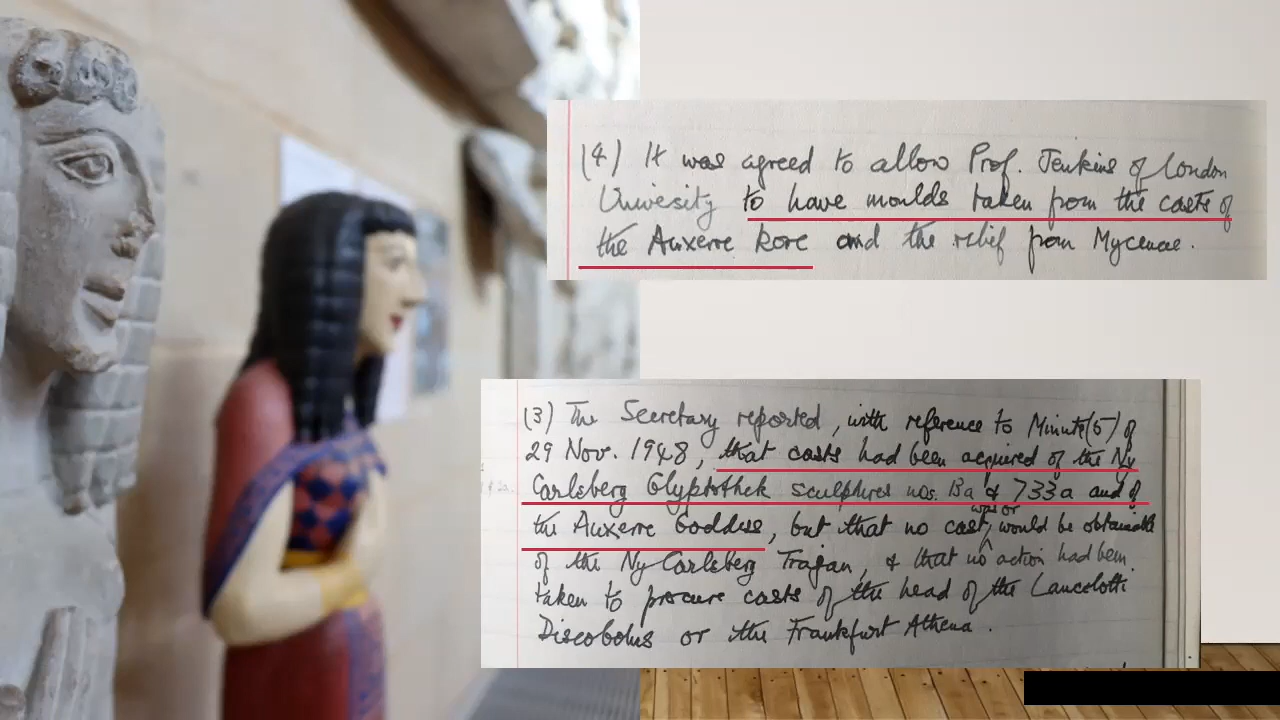 (4) It was agreed to allow Prof. Jenkins of London
University to have moulds taken from the casts of
the Auxerre Kore and the relief from Mycenae.
(3) The Secretary reported, with reference to Minute (5) of
29 Nov. 1948, that casts had been acquired of the Ny
Carlsberg Glyptothek sculptures nos. 13a & 733a and of
the Auxerre Goddess, but that no cast was or would be obtainable
of the Ny Carlsberg Trajan, & that no action had been
taken to procure casts of the head of the Lancelotti
Discobolus or the Frankfurt Athena.